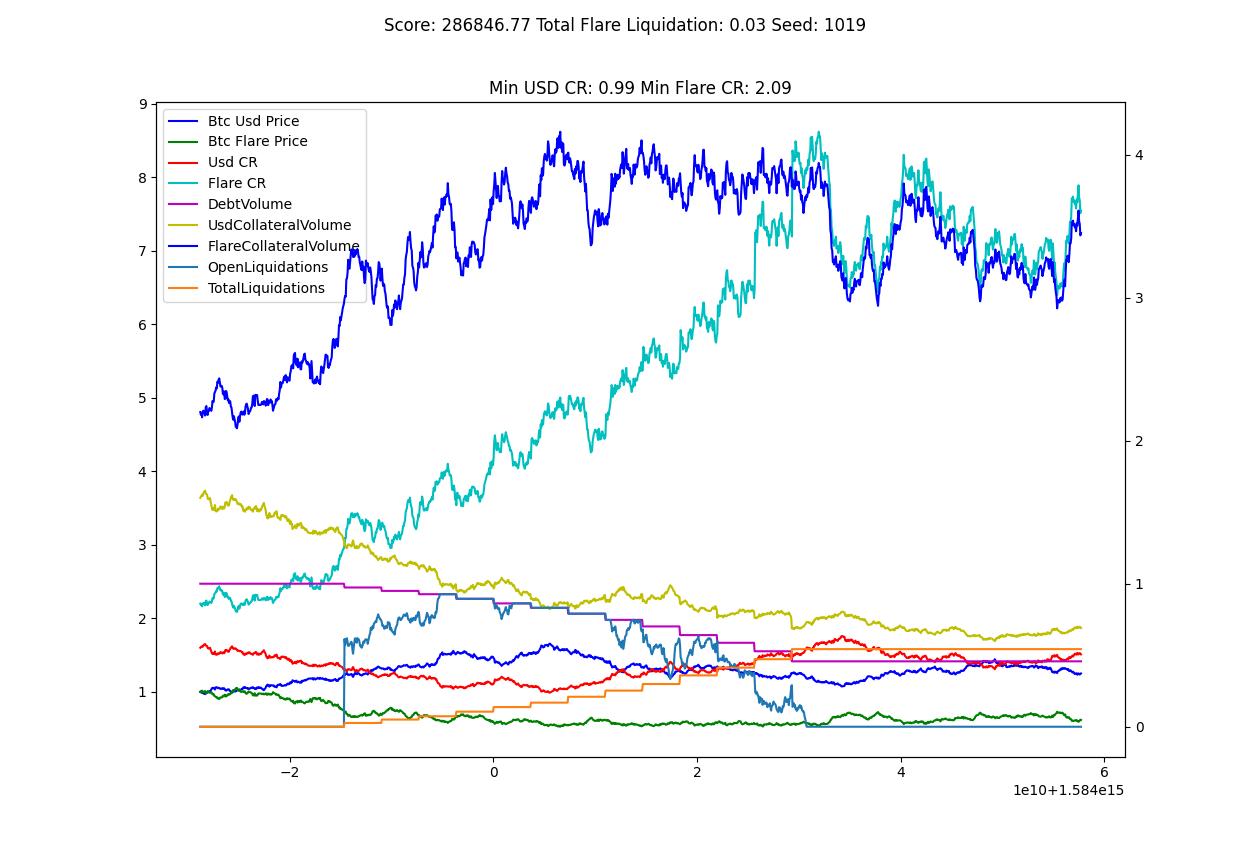 Score: 286846.77 Total Flare Liquidation: 0.03 Seed: 1019
Min USD CR: 0.99 Min Flare CR: 2.09
Btc Usd Price
Btc Flare Price
Usd CR
Flare CR
DebtVolume
UsdCollateralVolume
FlareCollateralVolume
OpenLiquidations
TotalLiquidations
9
8
7
6
5
4
3
2
1
4
3
2
1
0
−2
0
2
4
6
1e10+1.584e15